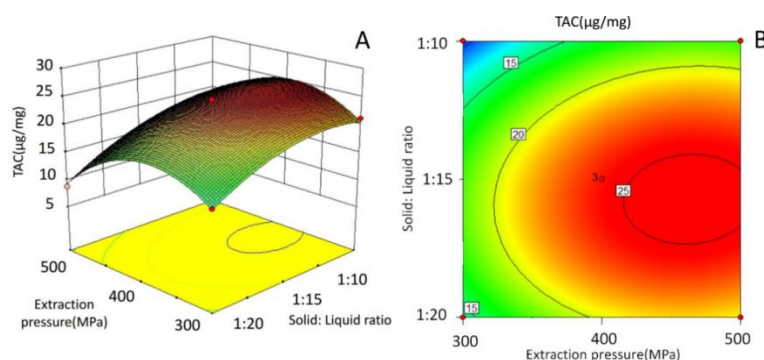 A
30
25
20
15
10
5
TAC(μg/mg)
500
400
300
Extraction
pressure(MPa)
1:20
1:15
1:10
Solid: Liquid ratio
TAC(μg/mg)
B
1:10
1:15
1:20
Solid: Liquid ratio
15
20
3
25
15
300
400
500
Extraction pressure(MPa)